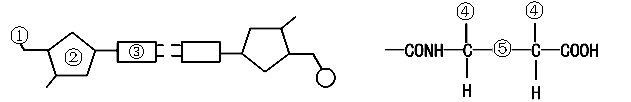 ① ② ③
④ ④
—CONH—C—⑤—C—COOH
H H